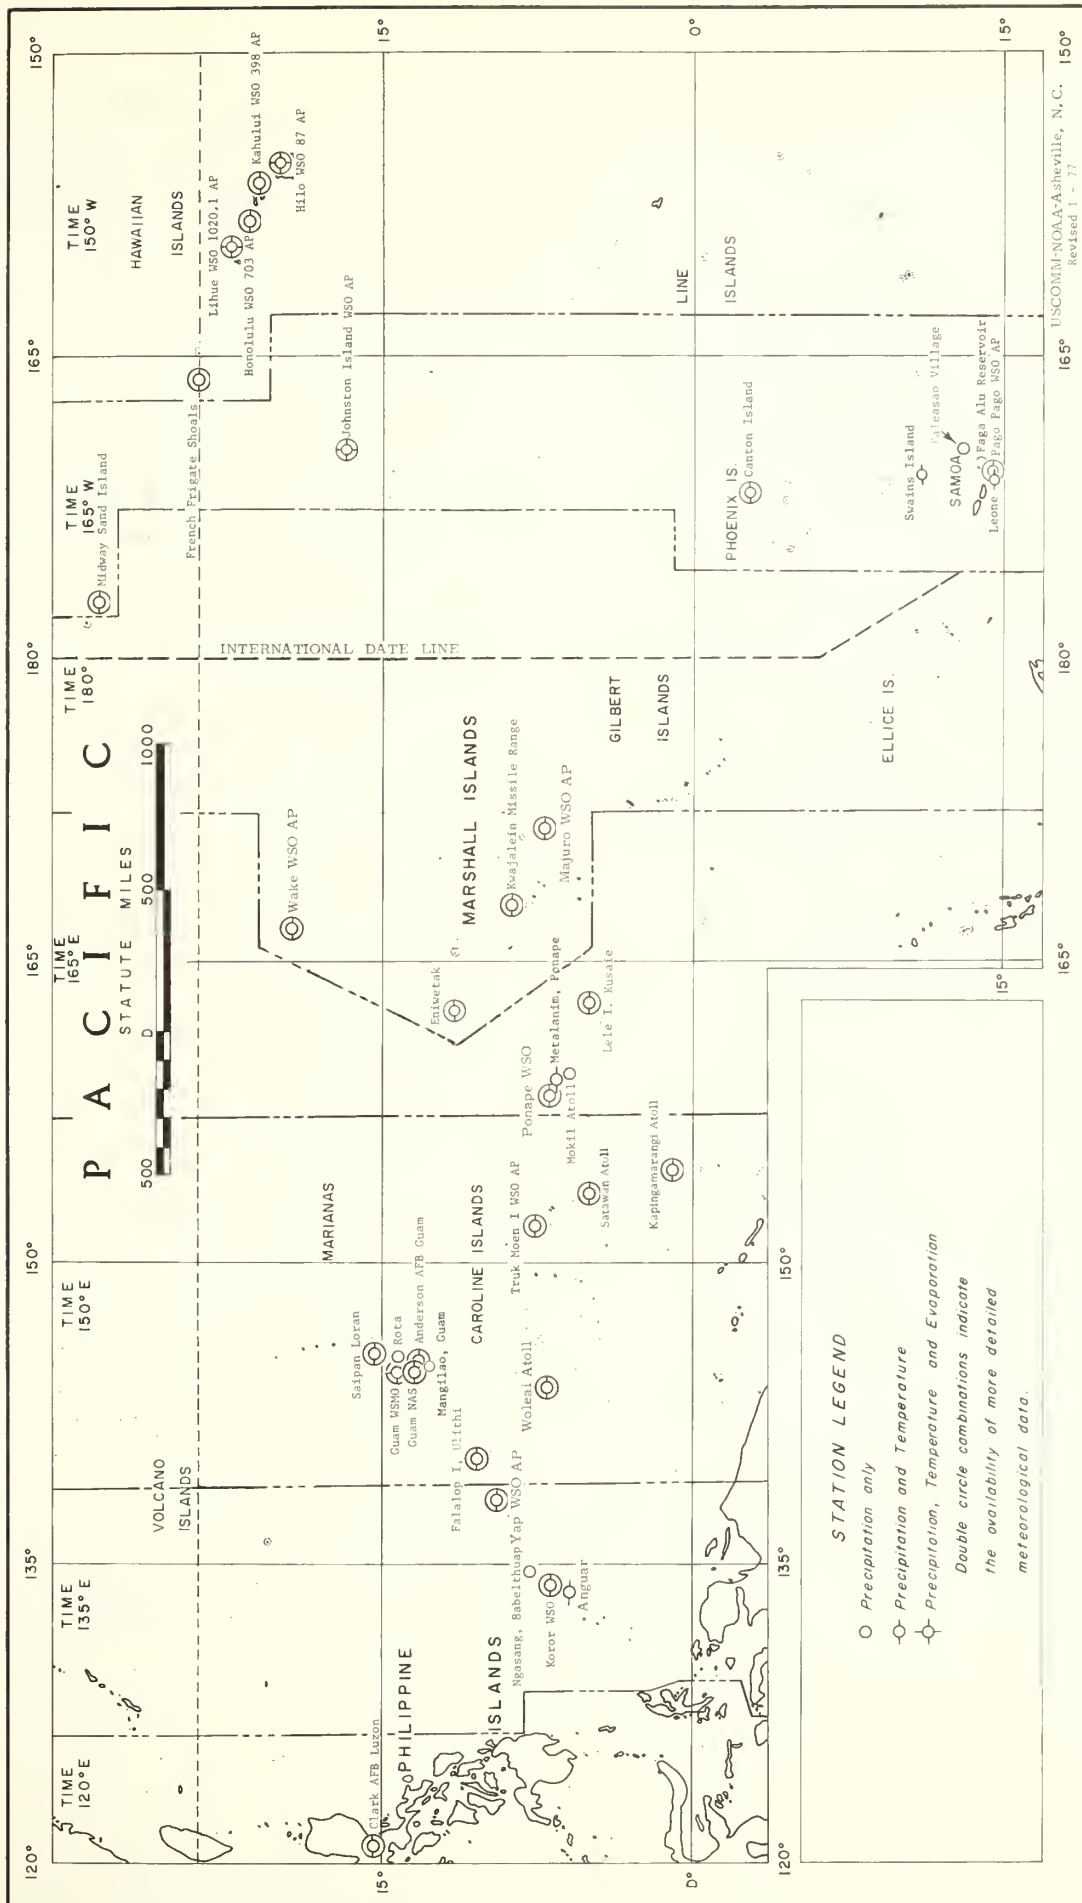 PACIFIC
STATUTE MILES
500 0 500 1000
TIME
120° E
TIME
135° E
TIME
150° E
TIME
165° E
TIME
180°
TIME
165° W
TIME
150° W
120°
135°
150°
165°
180°
165°
150°
15°
0°
15°
15°
0°
15°
120°
150°
165°
180°
165°
150°
VOLCANO
ISLANDS
MARIANAS
HAWAIIAN
ISLANDS
INTERNATIONAL DATE LINE
Midway Sand Island
French Frigate Shoals
Lihue WSO 1020.1 AP
Honolulu WSO 703 AP
Kahului WSO 398 AP
Hilo WSO 87 AP
Johnston Island WSO AP
Wake WSO AP
Saipan Loran
Rota
Guam WSMO
Guam NAS
Anderson AFB Guam
Mangilao, Guam
Clark AFB Luzon
PHILIPPINE
ISLANDS
Falalop I, Ulithi
Yap WSO AP
Ngasang, Babelthuap
Koror WSO
Anguar
CAROLINE ISLANDS
Woleai Atoll
Truk Moen I WSO AP
Satawan Atoll
Kapingamarangi Atoll
Ponape WSO
Metalanim, Ponape
Mokil Atoll
Lele I. Kusaie
Eniwetak
MARSHALL ISLANDS
Kwajalein Missile Range
Majuro WSO AP
GILBERT
ISLANDS
ELLICE IS.
PHOENIX IS.
Canton Island
LINE
ISLANDS
Swains Island
Faleasao Village
SAMOA
Faga Alu Reservoir
Pago Pago WSO AP
Leone
STATION LEGEND
Precipitation only
Precipitation and Temperature
Precipitation, Temperature and Evaporation
Double circle combinations indicate
the availability of more detailed
meteorological data.
USCOMM-NOAA-Asheville, N.C.
Revised 1 - 77